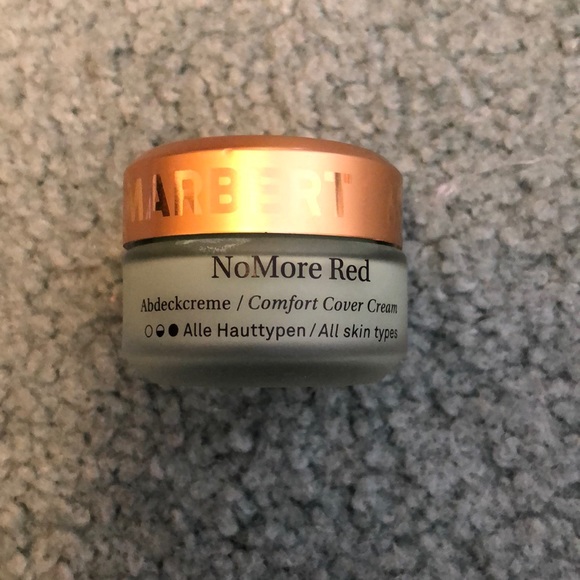 MARBERT
NoMore Red
Abdeckcreme / Comfort Cover Cream
Alle Hauttypen / All skin types